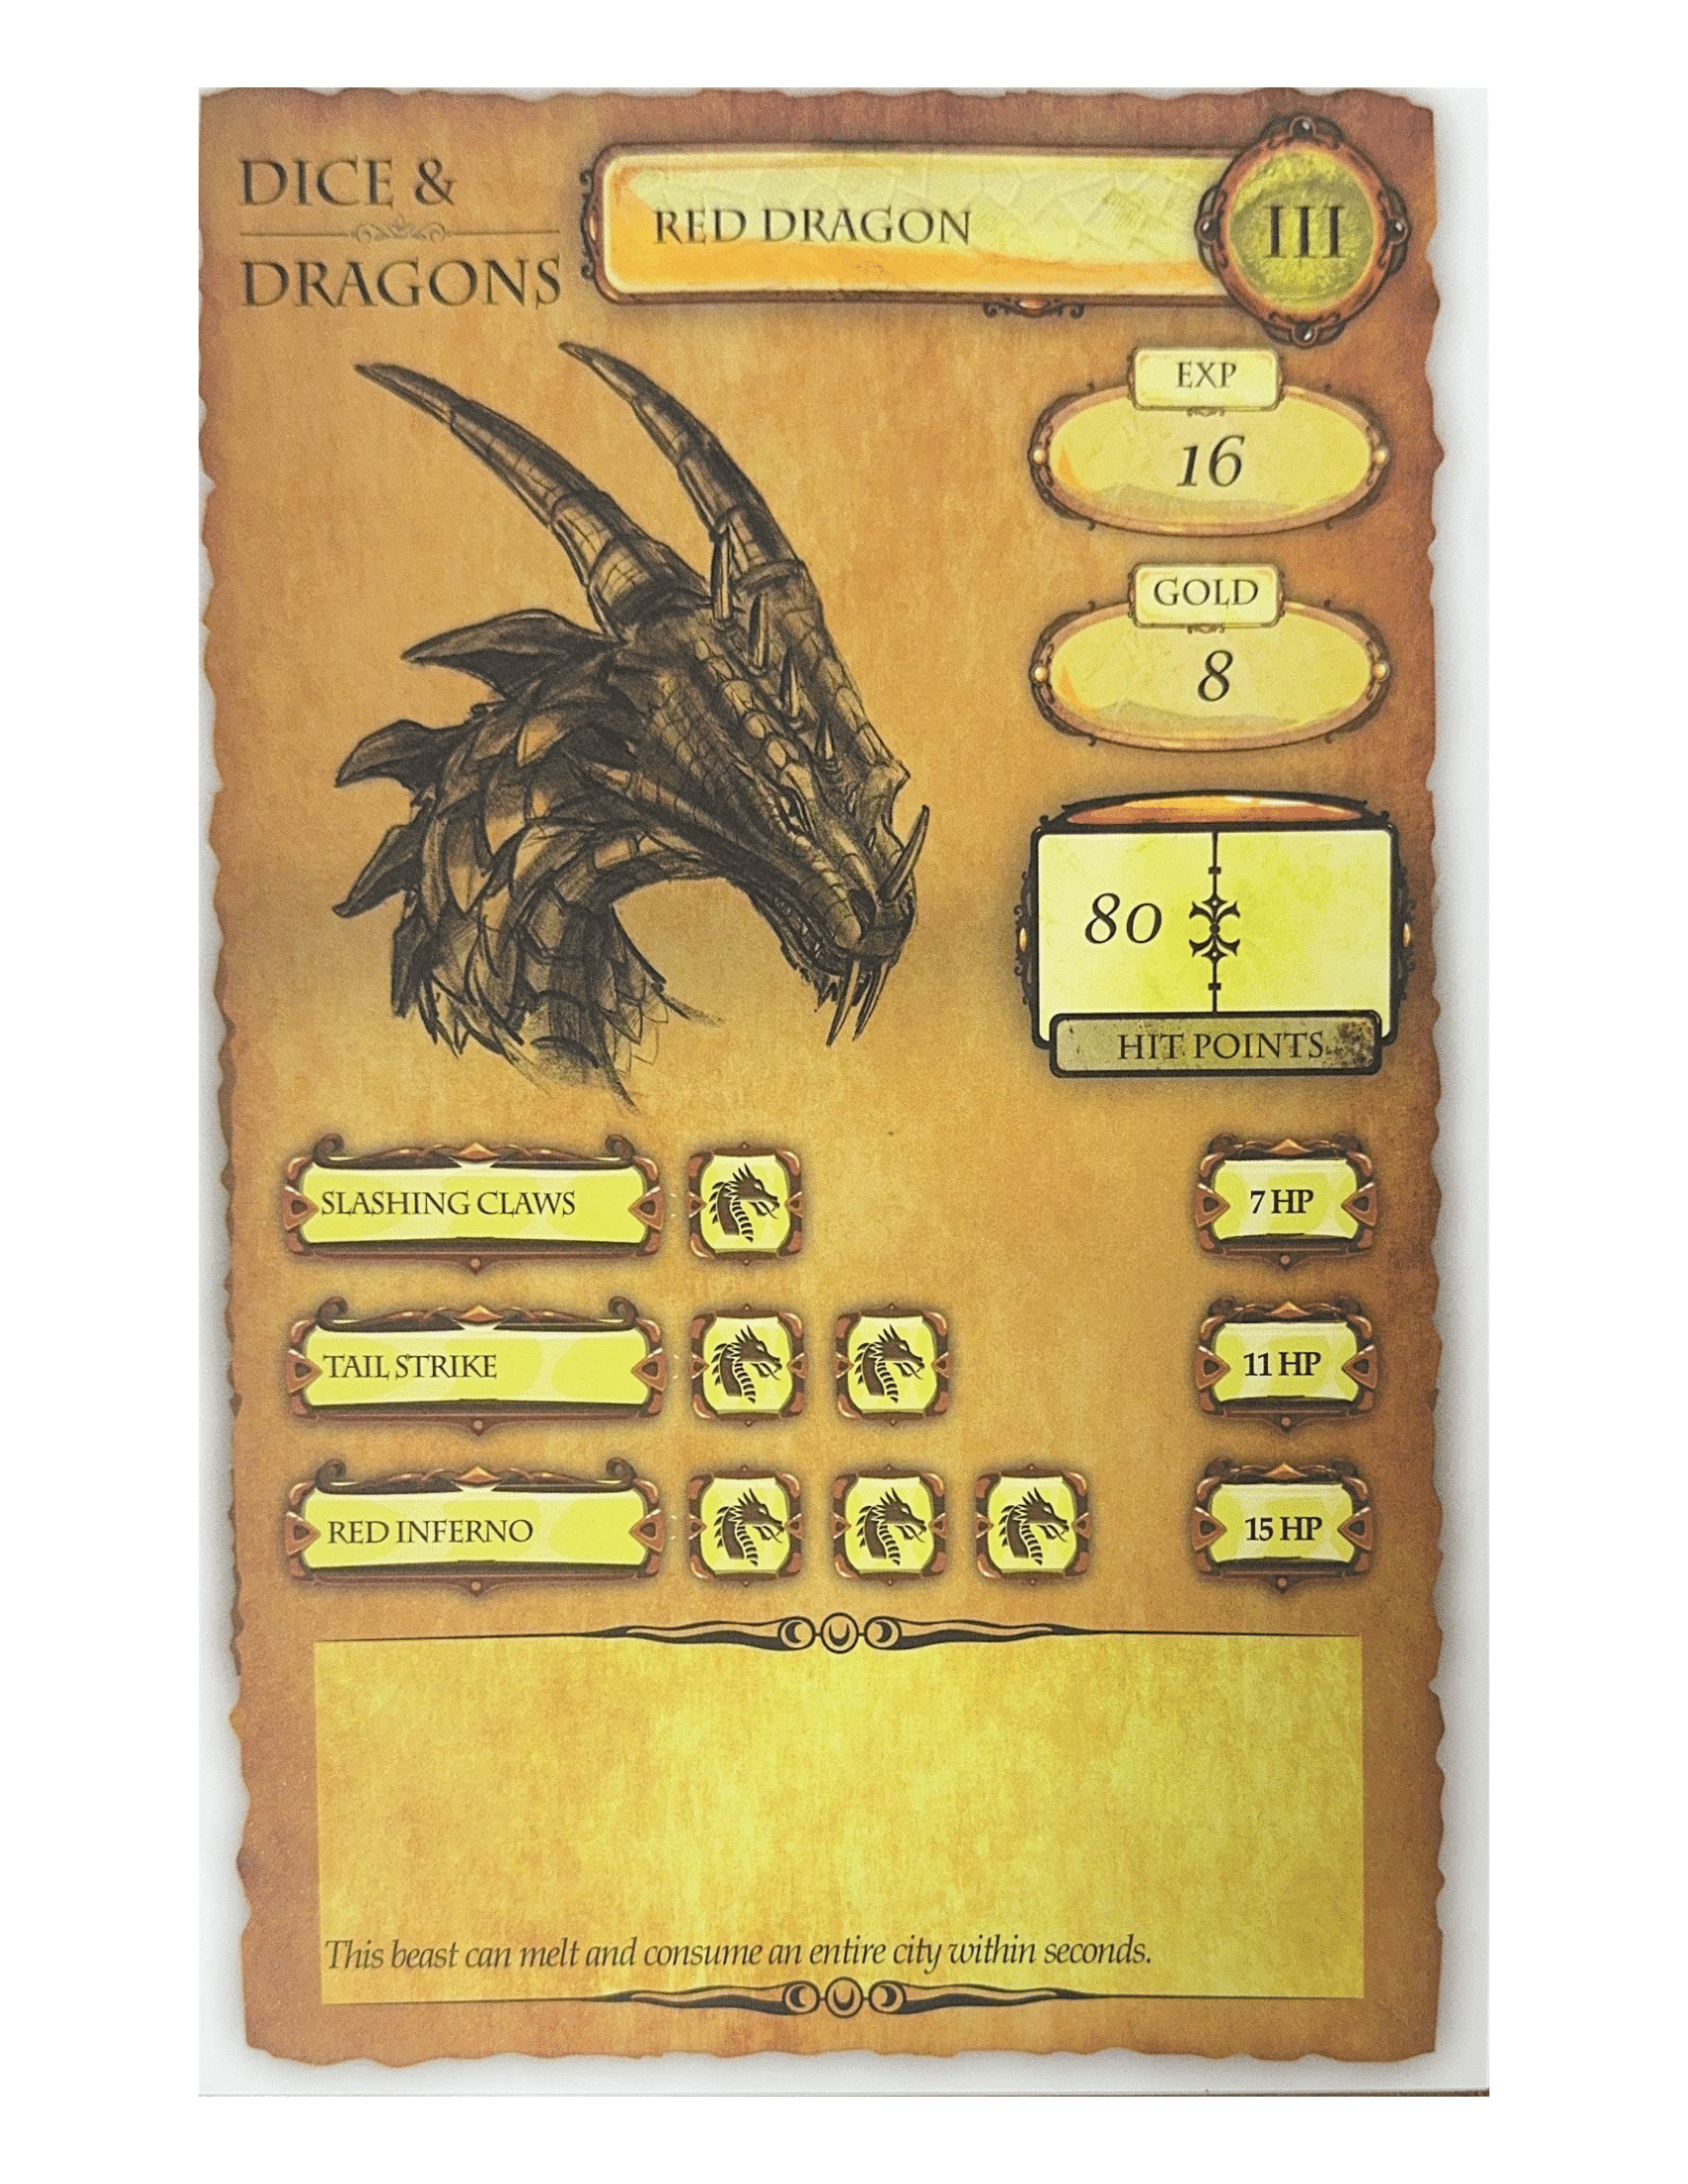 DICE &
DRAGONS
RED DRAGON
III
EXP
16
GOLD
8
80
HIT POINTS
SLASHING CLAWS
7 HP
TAIL STRIKE
11 HP
RED INFERNO
15 HP
This beast can melt and consume an entire city within seconds.